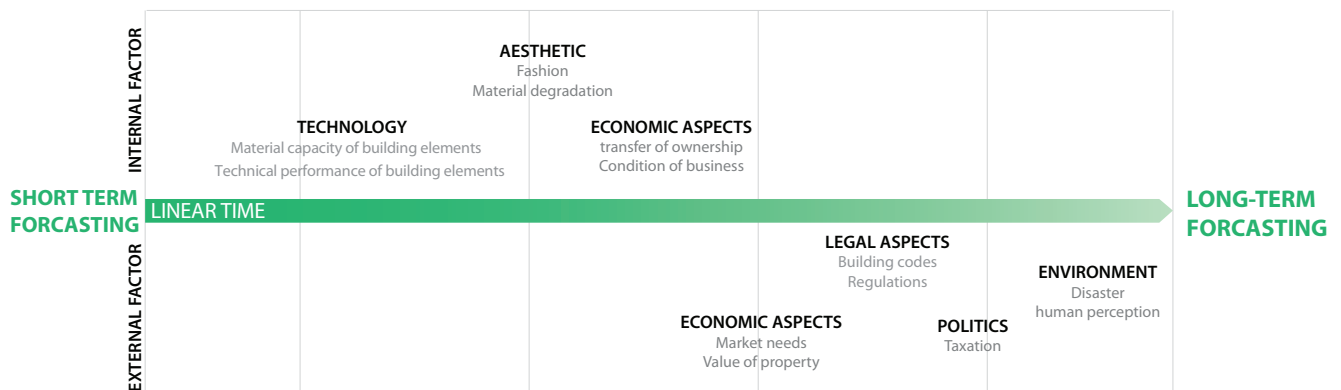 INTERNAL FACTOR
AESTHETIC
Fashion
Material degradation
TECHNOLOGY
Material capacity of building elements
Technical performance of building elements
ECONOMIC ASPECTS
transfer of ownership
Condition of business
SHORT TERM
FORCASTING
LINEAR TIME
LONG-TERM
FORCASTING
EXTERNAL FACTOR
LEGAL ASPECTS
Building codes
Regulations
ENVIRONMENT
Disaster
human perception
ECONOMIC ASPECTS
Market needs
Value of property
POLITICS
Taxation